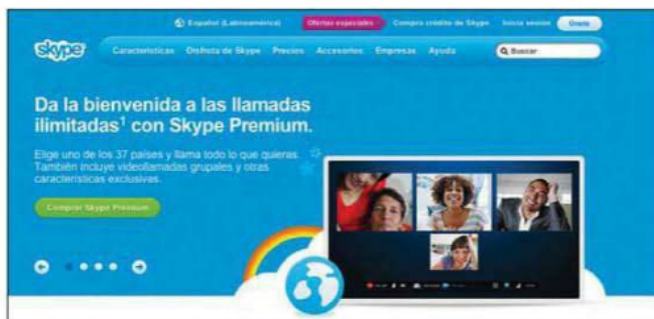 Español (Latinoamérica)
Ofertas especiales
Compra crédito de Skype
Inicia sesión
Únete
skype
Características
Disfruta de Skype
Precios
Accesorios
Empresas
Ayuda
Buscar
Da la bienvenida a las llamadas
ilimitadas¹ con Skype Premium.
Elige uno de los 37 países y llama todo lo que quieras.
También incluye videollamadas grupales y otras
características exclusivas.
Comprar Skype Premium